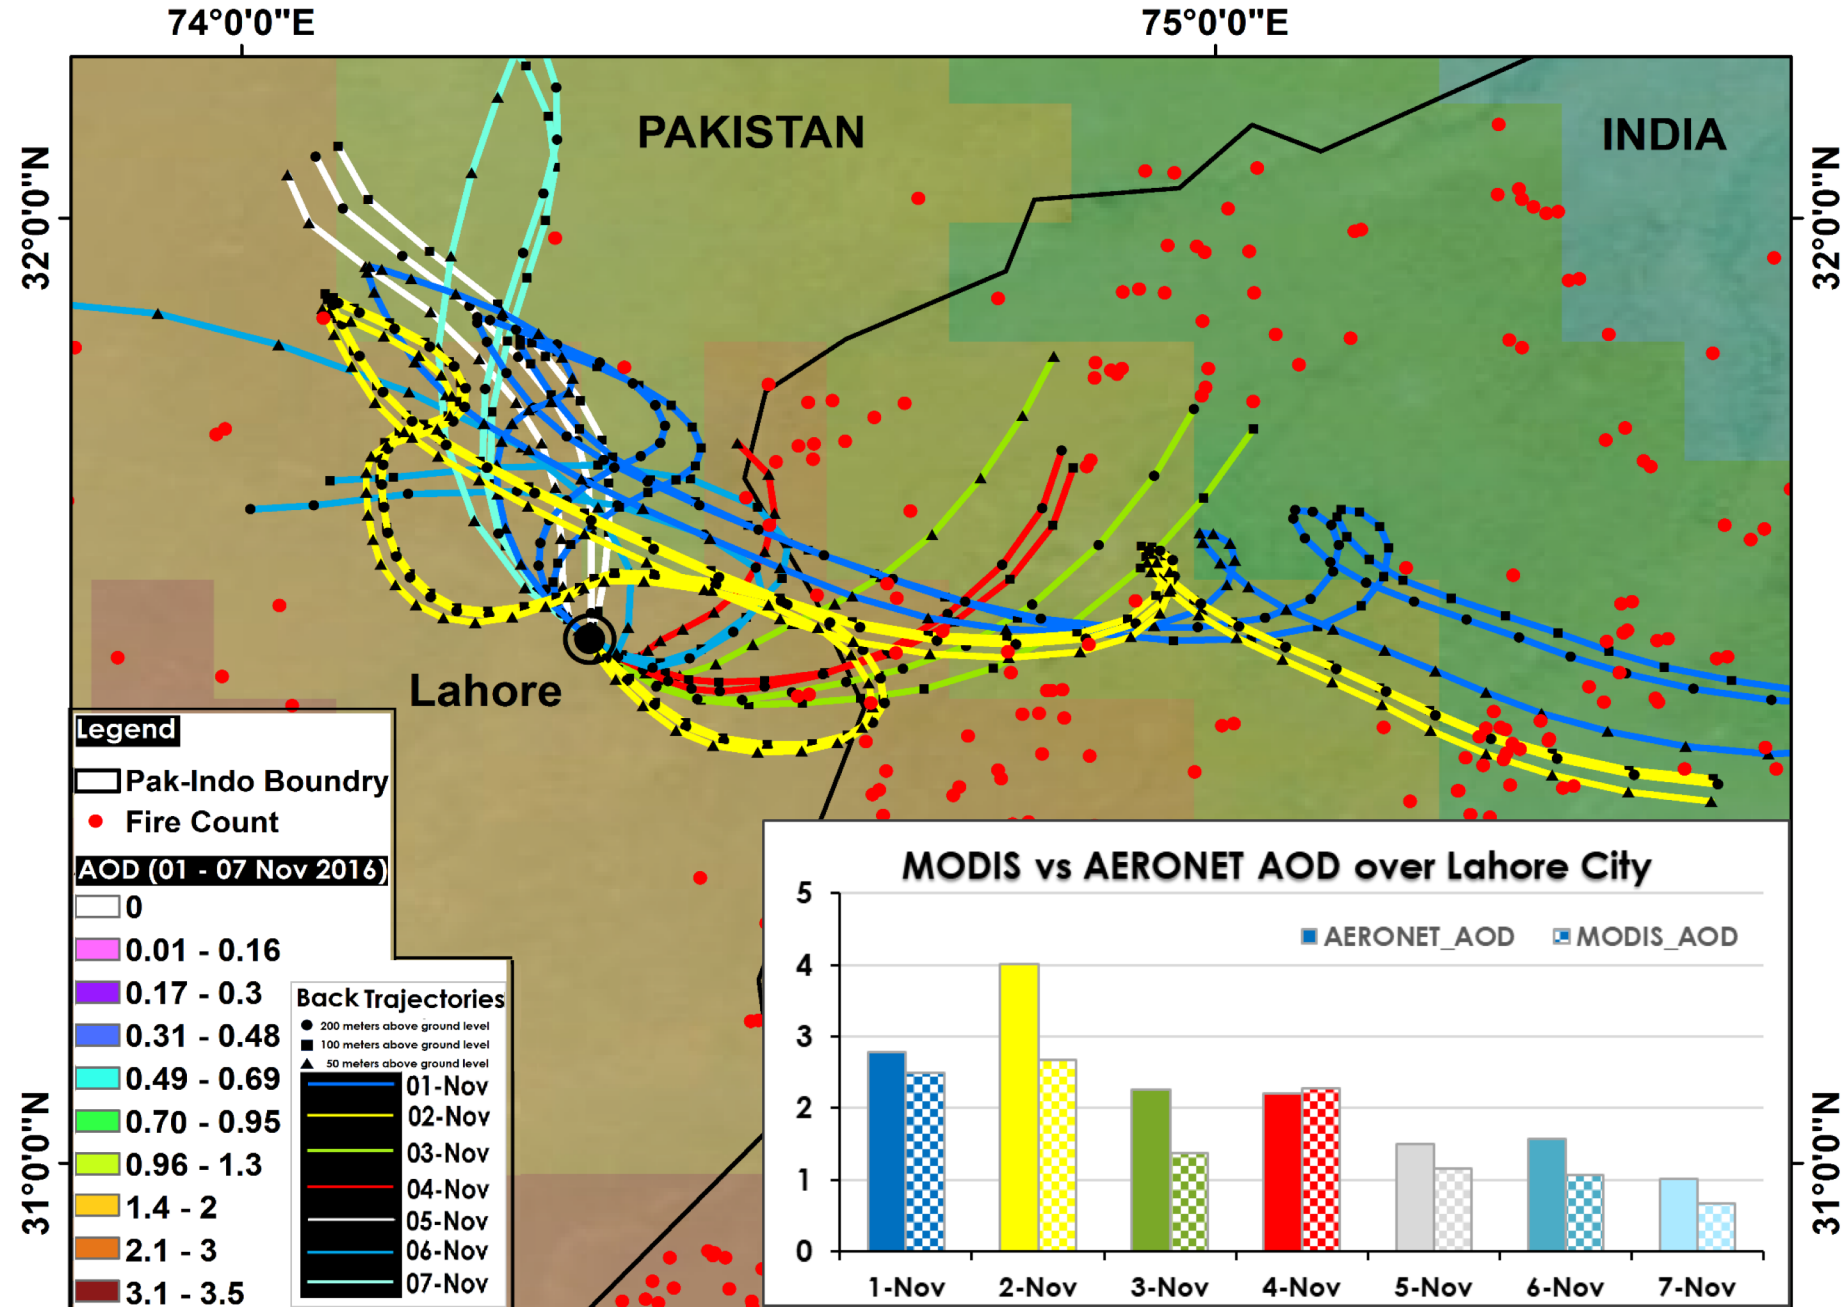 74°0'0"E
75°0'0"E
PAKISTAN
INDIA
32°0'0"N
32°0'0"N
Lahore
Legend
Pak-Indo Boundry
Fire Count
AOD (01 - 07 Nov 2016)
0
0.01 - 0.16
0.17 - 0.3
0.31 - 0.48
0.49 - 0.69
0.70 - 0.95
0.96 - 1.3
1.4 - 2
2.1 - 3
3.1 - 3.5
Back Trajectories
200 meters above ground level
100 meters above ground level
50 meters above ground level
01-Nov
02-Nov
03-Nov
04-Nov
05-Nov
06-Nov
07-Nov
MODIS vs AERONET AOD over Lahore City
AERONET_AOD
MODIS_AOD
5
4
3
2
1
0
1-Nov
2-Nov
3-Nov
4-Nov
5-Nov
6-Nov
7-Nov
31°0'0"N
31°0'0"N